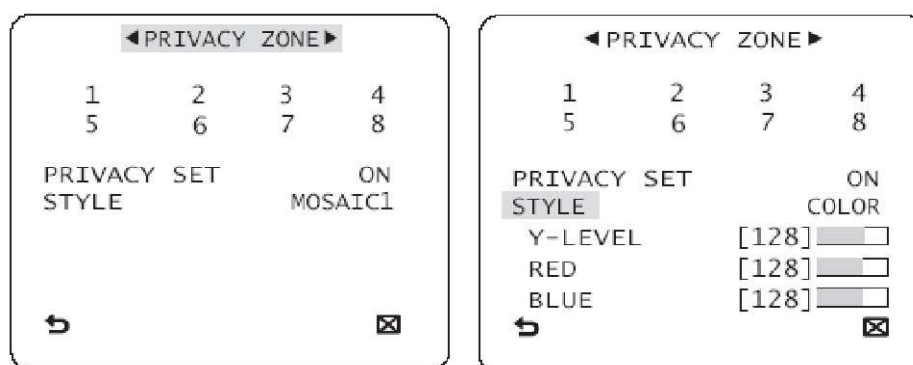 ◄PRIVACY ZONE►
1 2 3 4
5 6 7 8
PRIVACY SET ON
STYLE MOSAIC1
◄PRIVACY ZONE►
1 2 3 4
5 6 7 8
PRIVACY SET ON
STYLE COLOR
Y-LEVEL [128]
RED [128]
BLUE [128]